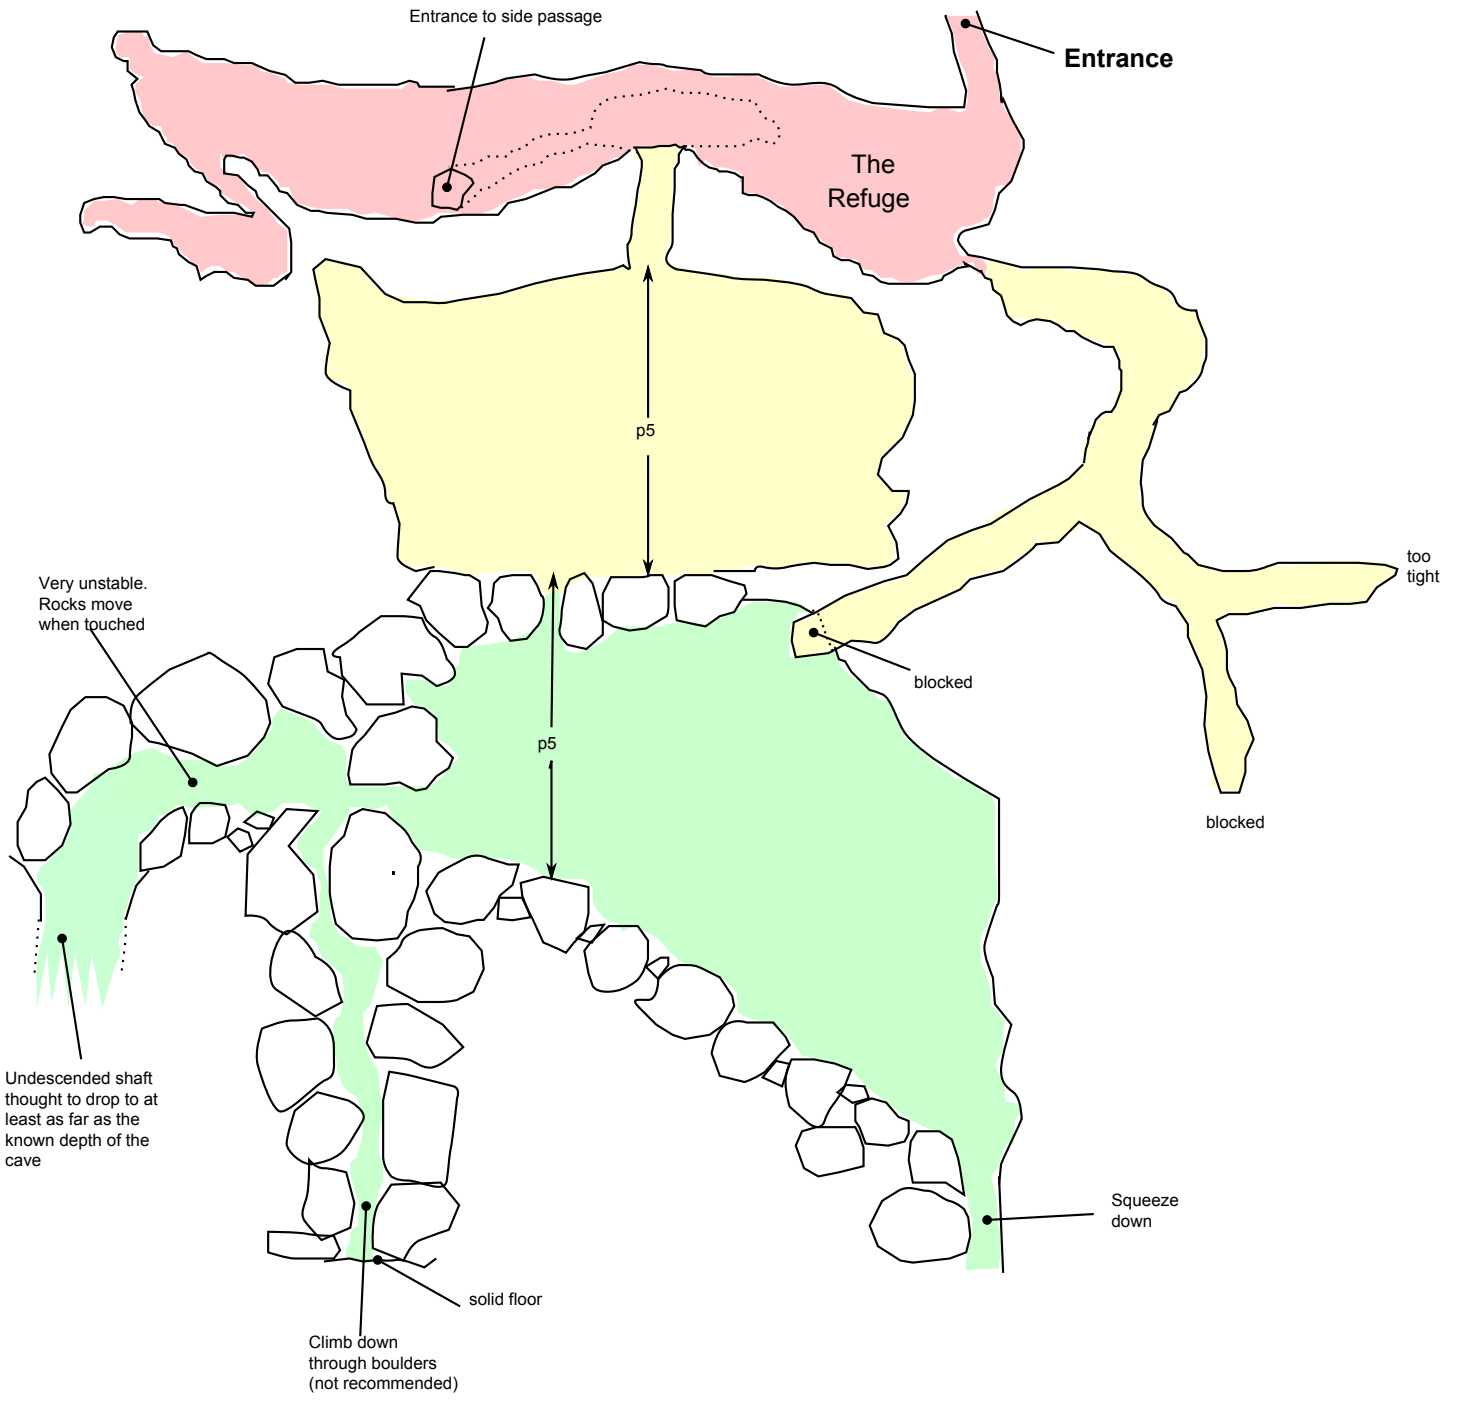 Entrance to side passage
Entrance
The
Refuge
p5
too
tight
Very unstable.
Rocks move
when touched
blocked
p5
blocked
Undescended shaft
thought to drop to at
least as far as the
known depth of the
cave
Squeeze
down
solid floor
Climb down
through boulders
(not recommended)